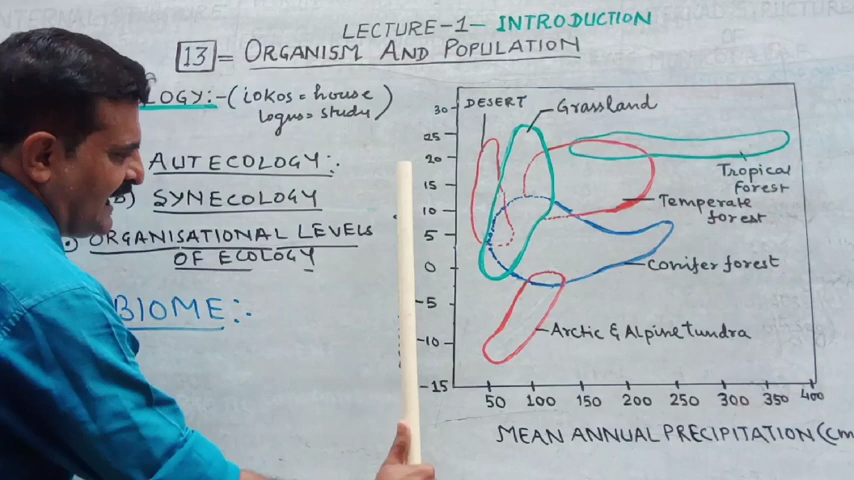 LECTURE-1- INTRODUCTION
13 = ORGANISM AND POPULATION
LOGY:-(iokos = house
logus = study)
AUTECOLOGY:.
b) SYNECOLOGY
ORGANISATIONAL LEVELS
OF ECOLOGY
BIOME:-
DESERT
Grassland
Tropical
forest
Temperate
forest
Conifer forest
Arctic & Alpine tundra
30
25
20
15
10
5
0
-5
-10
-15
50 100 150 200 250 300 350 400
MEAN ANNUAL PRECIPITATION (cm